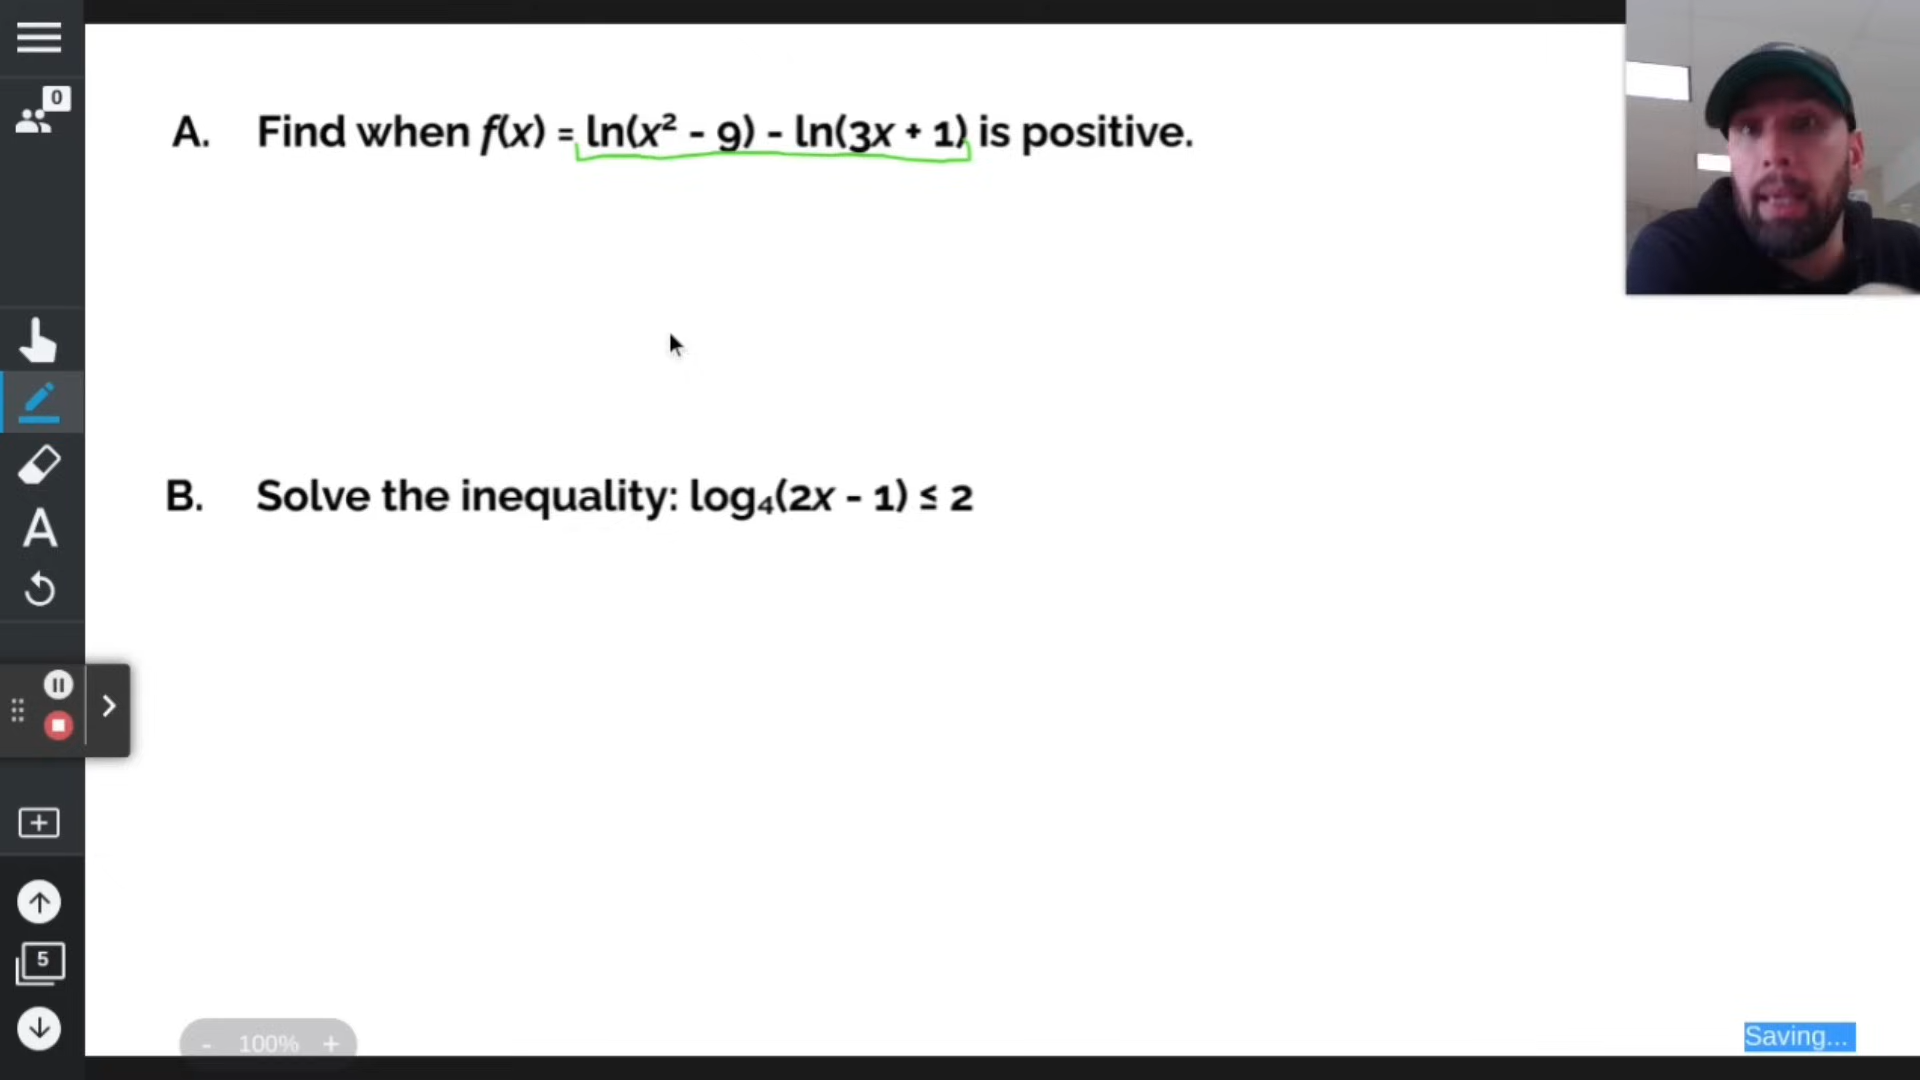 0
A. Find when f(x) = ln(x² - 9) - ln(3x + 1) is positive.
B. Solve the inequality: log₄(2x - 1) ≤ 2
A
5
- 100% +
Saving...